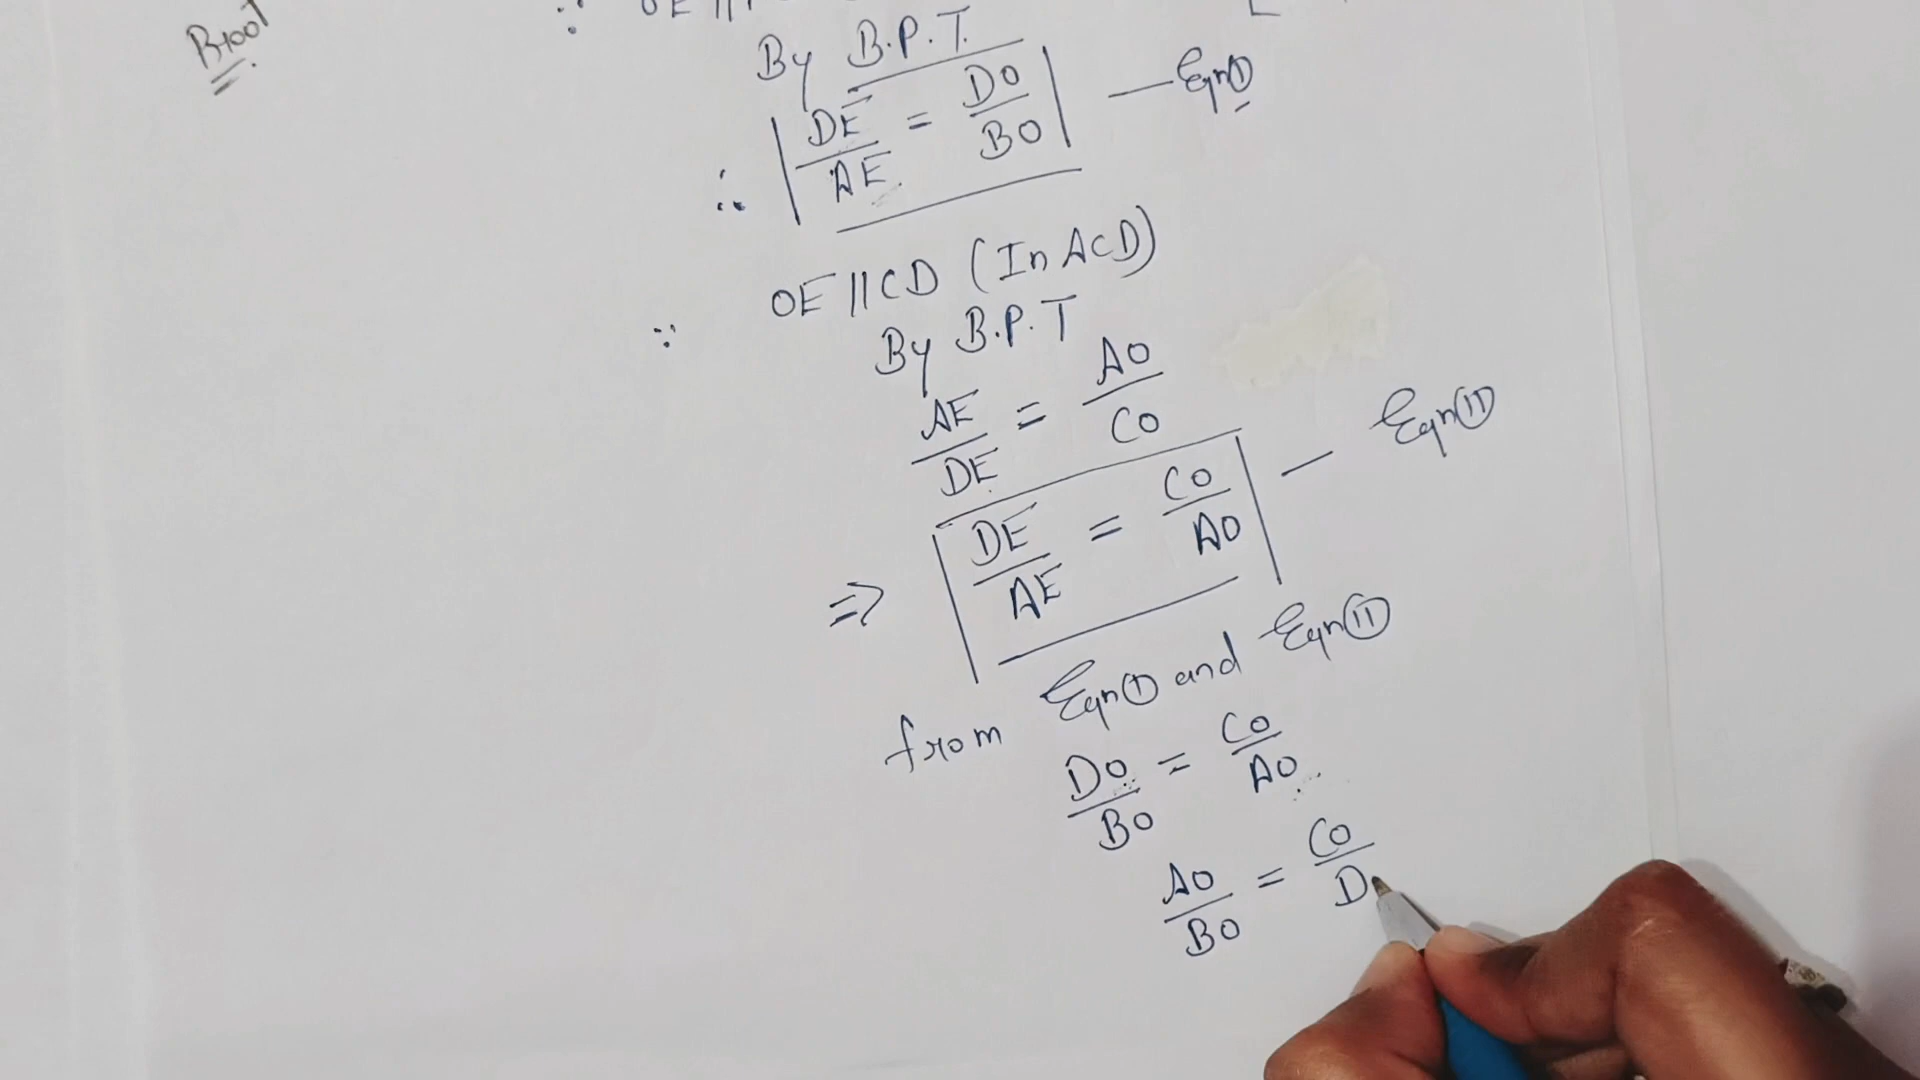 Proof
∵ OE ||
By B.P.T.
∴ DE/AE = DO/BO — Eqn(I)
∵ OE || CD (In ACD)
By B.P.T
AE/DE = AO/CO
⇒ DE/AE = CO/AO — Eqn(II)
from Eqn(I) and Eqn(II)
DO/BO = CO/AO
AO/BO = CO/D